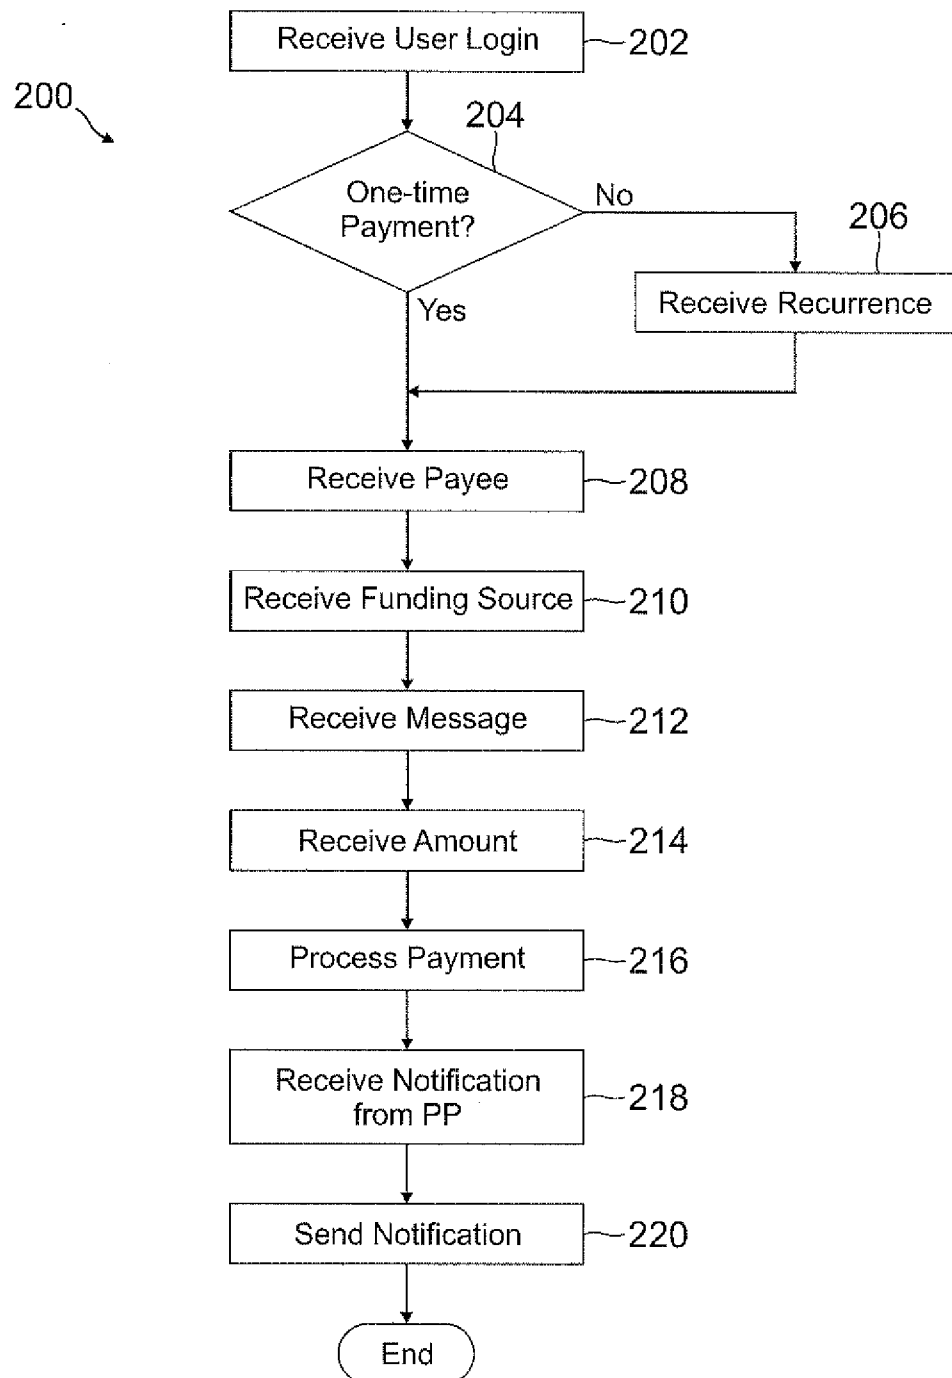 Receive User Login
202
200
204
One-time
Payment?
No
206
Receive Recurrence
Yes
Receive Payee
208
Receive Funding Source
210
Receive Message
212
Receive Amount
214
Process Payment
216
Receive Notification
from PP
218
Send Notification
220
End